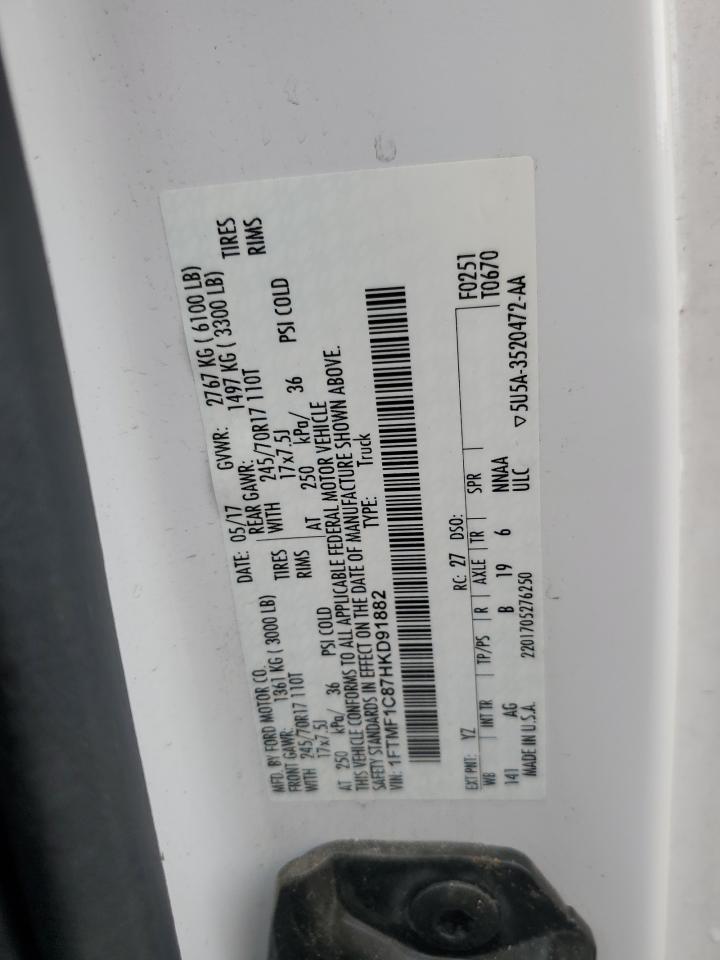 MFD. BY FORD MOTOR CO.
DATE: 05/17 GVWR: 2767 KG ( 6100 LB)
FRONT GAWR: 1361 KG ( 3000 LB) REAR GAWR: 1497 KG ( 3300 LB)
WITH 245/70R17 110T TIRES WITH 245/70R17 110T TIRES
17x7.5J RIMS 17x7.5J RIMS
AT 250 kPa/ 36 PSI COLD AT 250 kPa/ 36 PSI COLD
THIS VEHICLE CONFORMS TO ALL APPLICABLE FEDERAL MOTOR VEHICLE
SAFETY STANDARDS IN EFFECT ON THE DATE OF MANUFACTURE SHOWN ABOVE.
VIN: 1FTMF1C87HKD91882 TYPE: Truck
F0251
T0670
EXT PNT: YZ RC: 27 DSO:
WB INT TR TP/PS R AXLE TR SPR
141 AG B 19 6 NNAA
MADE IN U.S.A. 2201705276250 ULC ▽5U5A-3520472-AA